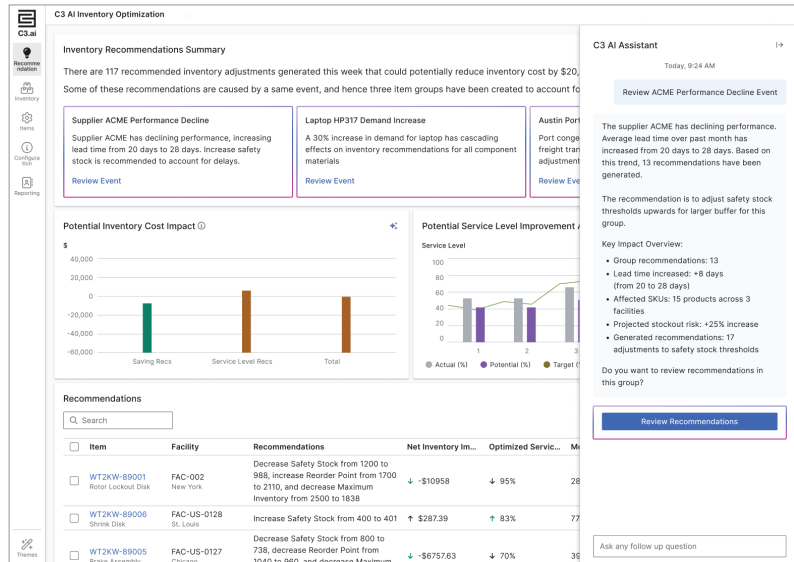 C3.ai
C3 AI Inventory Optimization
Recomme
ndation
Inventory
Items
Configura
tion
Reporting
Themes
Inventory Recommendations Summary
There are 117 recommended inventory adjustments generated this week that could potentially reduce inventory cost by $20,
Some of these recommendations are caused by a same event, and hence three item groups have been created to account fo
Supplier ACME Performance Decline
Supplier ACME has declining performance, increasing
lead time from 20 days to 28 days. Increase safety
stock is recommended to account for delays.
Review Event
Laptop HP317 Demand Increase
A 30% increase in demand for laptop has cascading
effects on inventory recommendations for all component
materials
Review Event
Austin Port
Port conge
freight tran
adjustment
Review Eve
Potential Inventory Cost Impact
$
40,000
20,000
0
-20,000
-40,000
-60,000
Saving Recs
Service Level Recs
Total
Potential Service Level Improvement A
Service Level
100
80
60
40
20
0
1
2
3
Actual (%)
Potential (%)
Target (%
Recommendations
Search
Item Facility Recommendations Net Inventory Im... Optimized Servic... Mo
WT2KW-89001
Rotor Lockout Disk
FAC-002
New York
Decrease Safety Stock from 1200 to
988, increase Reorder Point from 1700
to 2110, and decrease Maximum
Inventory from 2500 to 1838
-$10958
95%
28
WT2KW-89006
Shrink Disk
FAC-US-0128
St. Louis
Increase Safety Stock from 400 to 401
$287.39
83%
77
WT2KW-89005
Brake Assembly
FAC-US-0127
Chicago
Decrease Safety Stock from 800 to
738, decrease Reorder Point from
1040 to 960, and decrease Maximum
-$6757.63
70%
39
C3 AI Assistant
Today, 9:24 AM
Review ACME Performance Decline Event
The supplier ACME has declining performance.
Average lead time over past month has
increased from 20 days to 28 days. Based on
this trend, 13 recommendations have been
generated.
The recommendation is to adjust safety stock
thresholds upwards for larger buffer for this
group.
Key Impact Overview:
• Group recommendations: 13
• Lead time increased: +8 days
(from 20 to 28 days)
• Affected SKUs: 15 products across 3
facilities
• Projected stockout risk: +25% increase
• Generated recommendations: 17
adjustments to safety stock thresholds
Do you want to review recommendations in
this group?
Review Recommendations
Ask any follow up question